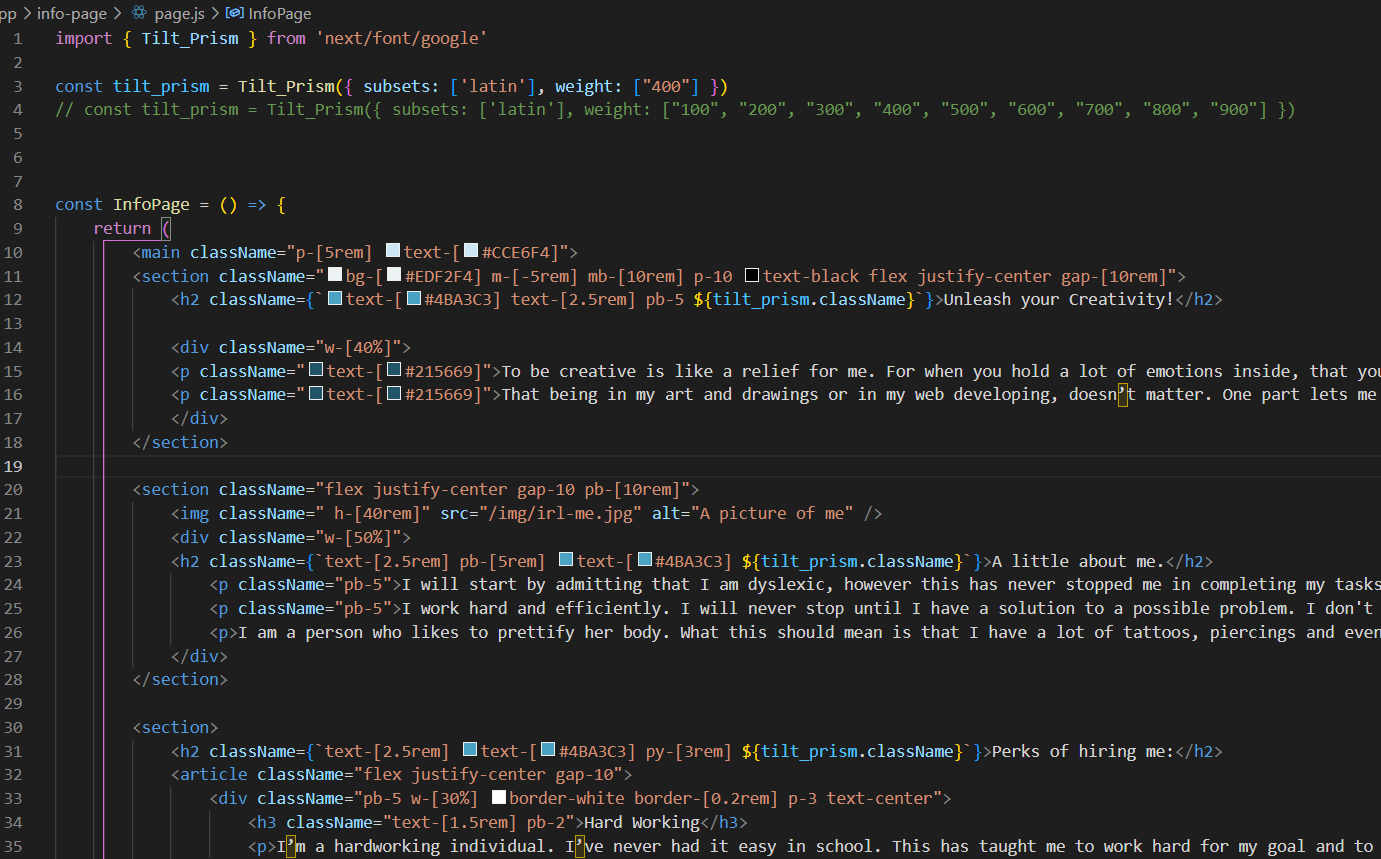 pp > info-page > page.js > InfoPage
1 import { Tilt_Prism } from 'next/font/google'
2
3 const tilt_prism = Tilt_Prism({ subsets: ['latin'], weight: ["400"] })
4 // const tilt_prism = Tilt_Prism({ subsets: ['latin'], weight: ["100", "200", "300", "400", "500", "600", "700", "800", "900"] })
5
6
7
8 const InfoPage = () => {
9 return (
10 <main className="p-[5rem] text-[#CCE6F4]">
11 <section className="bg-[#EDF2F4] m-[-5rem] mb-[10rem] p-10 text-black flex justify-center gap-[10rem]">
12 <h2 className={`text-[#4BA3C3] text-[2.5rem] pb-5 ${tilt_prism.className}`}>Unleash your Creativity!</h2>
13
14 <div className="w-[40%]">
15 <p className="text-[#215669]">To be creative is like a relief for me. For when you hold a lot of emotions inside, that you
16 <p className="text-[#215669]">That being in my art and drawings or in my web developing, doesn’t matter. One part lets me
17 </div>
18 </section>
19
20 <section className="flex justify-center gap-10 pb-[10rem]">
21 <img className=" h-[40rem]" src="/img/irl-me.jpg" alt="A picture of me" />
22 <div className="w-[50%]">
23 <h2 className={`text-[2.5rem] pb-[5rem] text-[#4BA3C3] ${tilt_prism.className}`}>A little about me.</h2>
24 <p className="pb-5">I will start by admitting that I am dyslexic, however this has never stopped me in completing my tasks
25 <p className="pb-5">I work hard and efficiently. I will never stop until I have a solution to a possible problem. I don't
26 <p>I am a person who likes to prettify her body. What this should mean is that I have a lot of tattoos, piercings and even
27 </div>
28 </section>
29
30 <section>
31 <h2 className={`text-[2.5rem] text-[#4BA3C3] py-[3rem] ${tilt_prism.className}`}>Perks of hiring me:</h2>
32 <article className="flex justify-center gap-10">
33 <div className="pb-5 w-[30%] border-white border-[0.2rem] p-3 text-center">
34 <h3 className="text-[1.5rem] pb-2">Hard Working</h3>
35 <p>I’m a hardworking individual. I’ve never had it easy in school. This has taught me to work hard for my goal and to